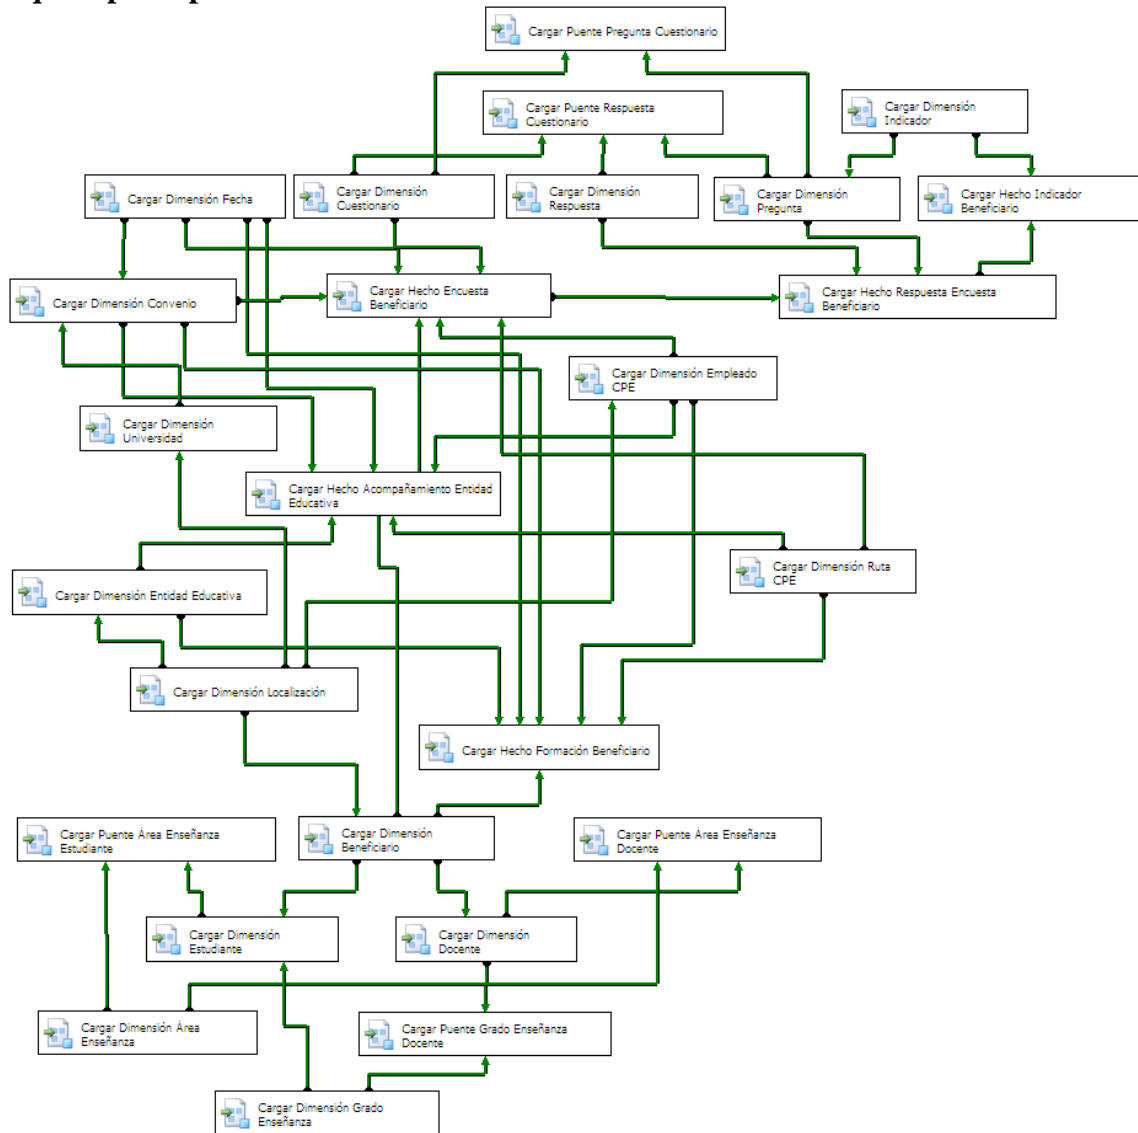 Cargar Puente Pregunta Cuestionario
Cargar Puente Respuesta
Cuestionario
Cargar Dimensión
Indicador
Cargar Dimensión Fecha
Cargar Dimensión
Cuestionario
Cargar Dimensión
Respuesta
Cargar Dimensión
Pregunta
Cargar Hecho Indicador
Beneficiario
Cargar Dimensión Convenio
Cargar Hecho Encuesta
Beneficiario
Cargar Hecho Respuesta Encuesta
Beneficiario
Cargar Dimensión Empleado
CPE
Cargar Dimensión
Universidad
Cargar Hecho Acompañamiento Entidad
Educativa
Cargar Dimensión Ruta
CPE
Cargar Dimensión Entidad Educativa
Cargar Dimensión Localización
Cargar Hecho Formación Beneficiario
Cargar Puente Área Enseñanza
Estudiante
Cargar Dimensión
Beneficiario
Cargar Puente Área Enseñanza
Docente
Cargar Dimensión
Estudiante
Cargar Dimensión
Docente
Cargar Dimensión Área
Enseñanza
Cargar Puente Grado Enseñanza
Docente
Cargar Dimensión Grado
Enseñanza